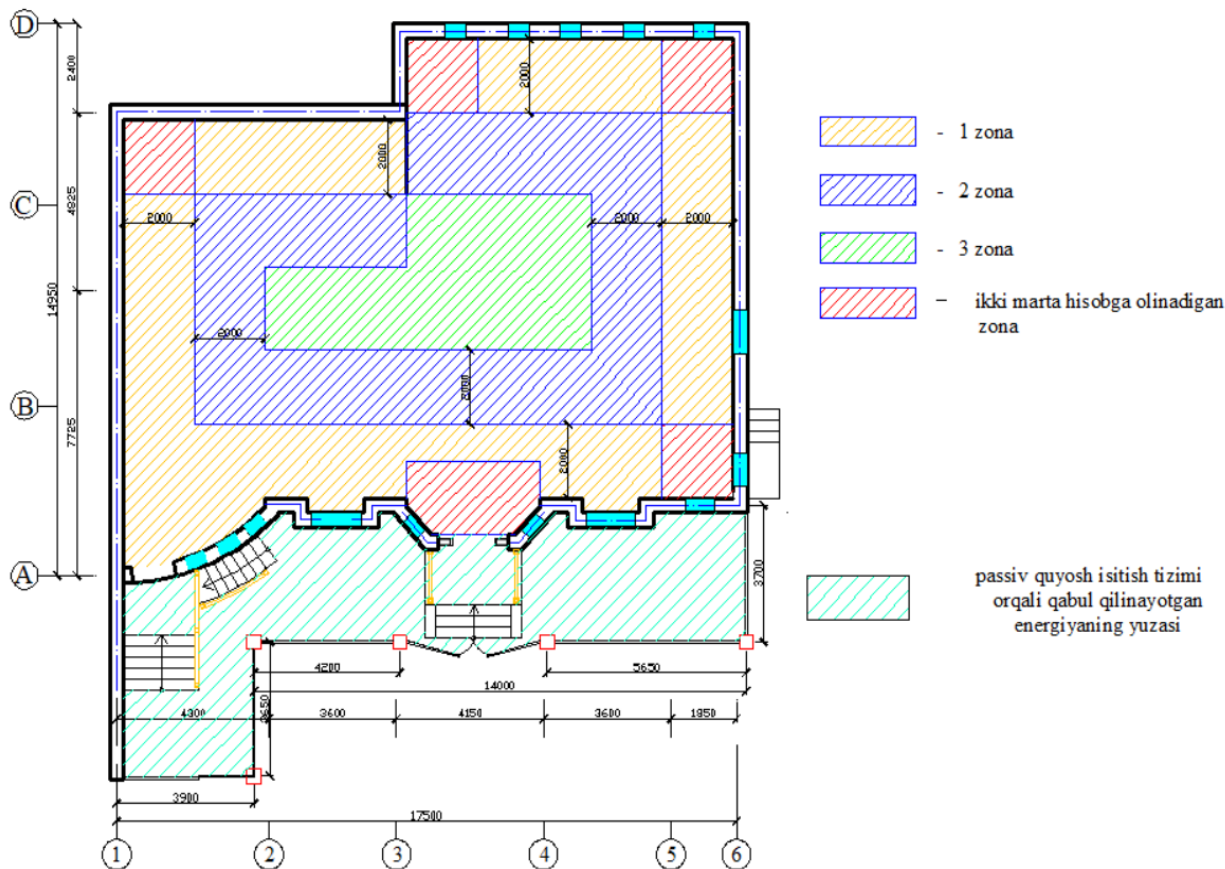 D
2400
2000
1 zona
2000
2 zona
C
4825
2000
2000
2000
3 zona
14950
ikki marta hisobga olinadigan
zona
2000
2000
B
7725
2000
A
3700
passiv quyosh isitish tizimi
orqali qabul qilinayotgan
energiyaning yuzasi
4200
5650
14000
4300
3650
3600
4150
3600
1850
3900
17500
1
2
3
4
5
6